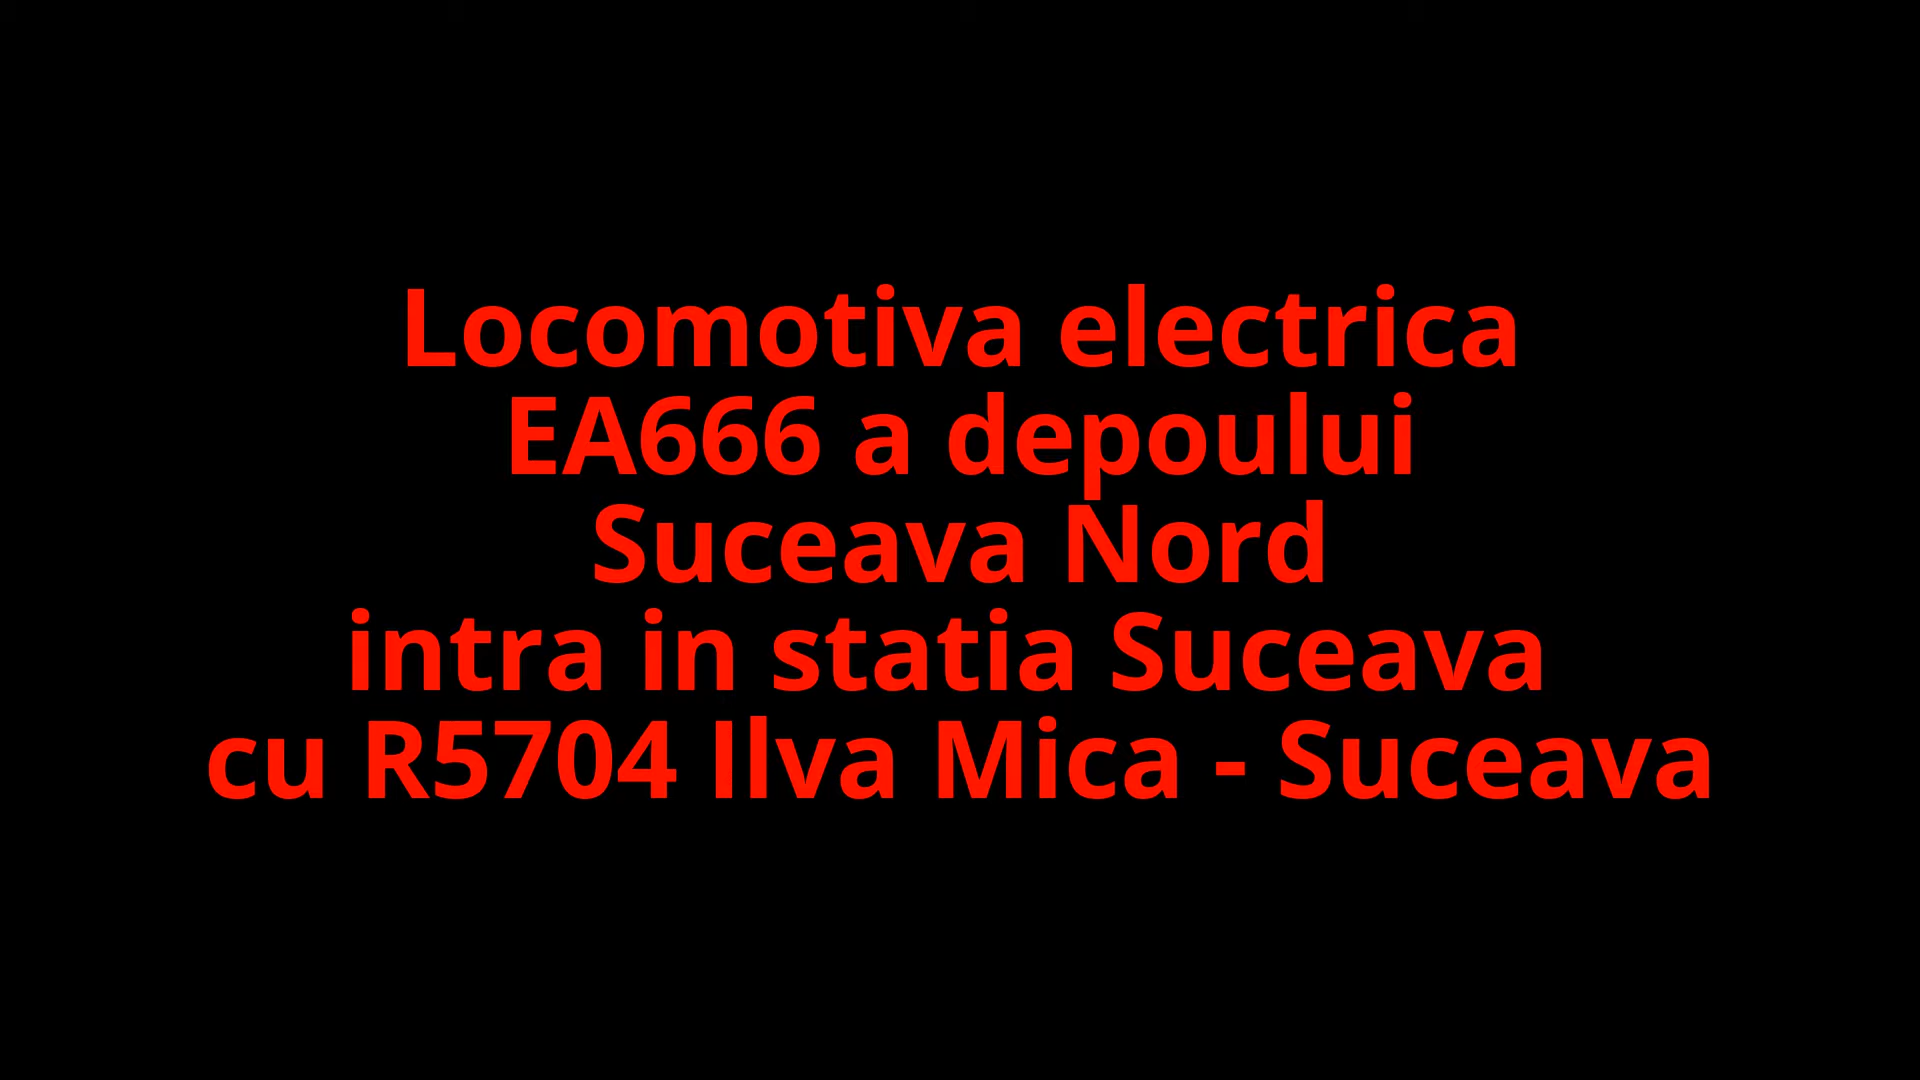 Locomotiva electrica
EA666 a depoului
Suceava Nord
intra in statia Suceava
cu R5704 Ilva Mica - Suceava